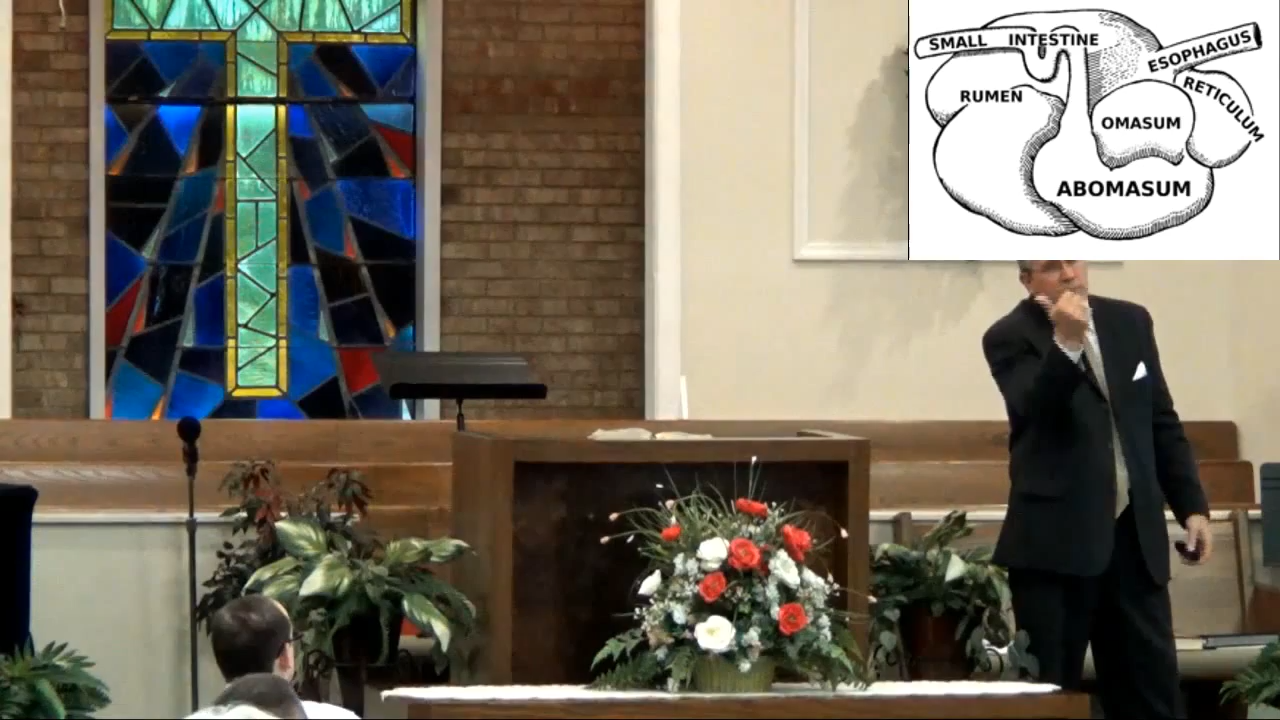 SMALL INTESTINE
ESOPHAGUS
RUMEN
RETICULUM
OMASUM
ABOMASUM